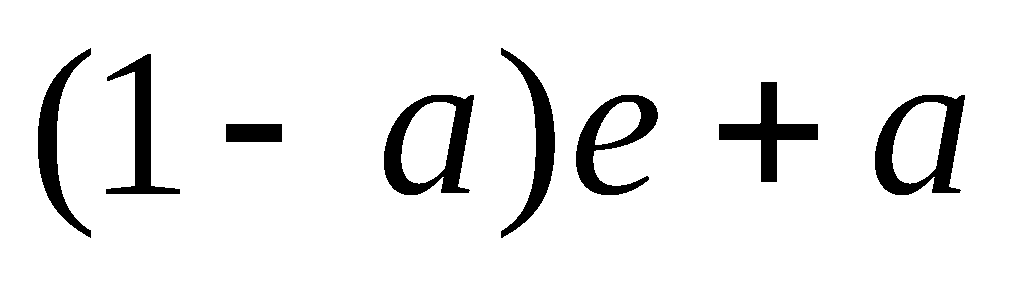 (1- a)e + a